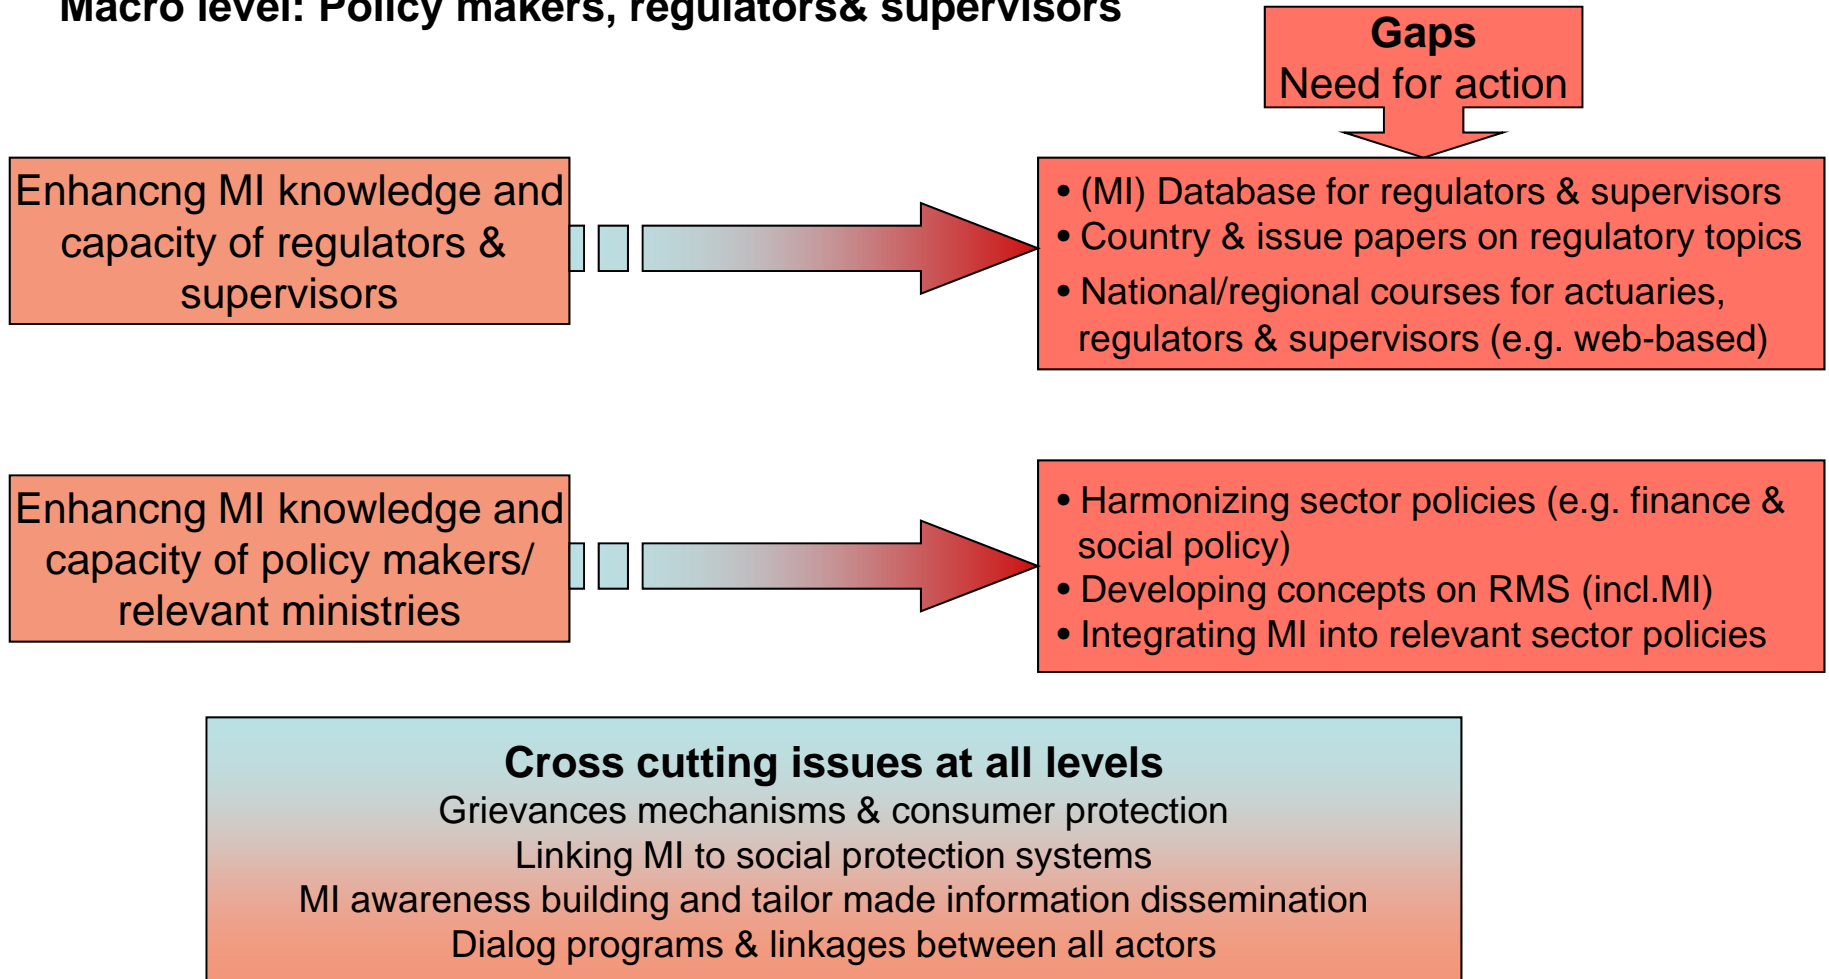 Macro level: Policy makers, regulators& supervisors
Gaps
Need for action
Enhancng MI knowledge and
capacity of regulators &
supervisors
• (MI) Database for regulators & supervisors
• Country & issue papers on regulatory topics
• National/regional courses for actuaries,
regulators & supervisors (e.g. web-based)
Enhancng MI knowledge and
capacity of policy makers/
relevant ministries
• Harmonizing sector policies (e.g. finance &
social policy)
• Developing concepts on RMS (incl.MI)
• Integrating MI into relevant sector policies
Cross cutting issues at all levels
Grievances mechanisms & consumer protection
Linking MI to social protection systems
MI awareness building and tailor made information dissemination
Dialog programs & linkages between all actors